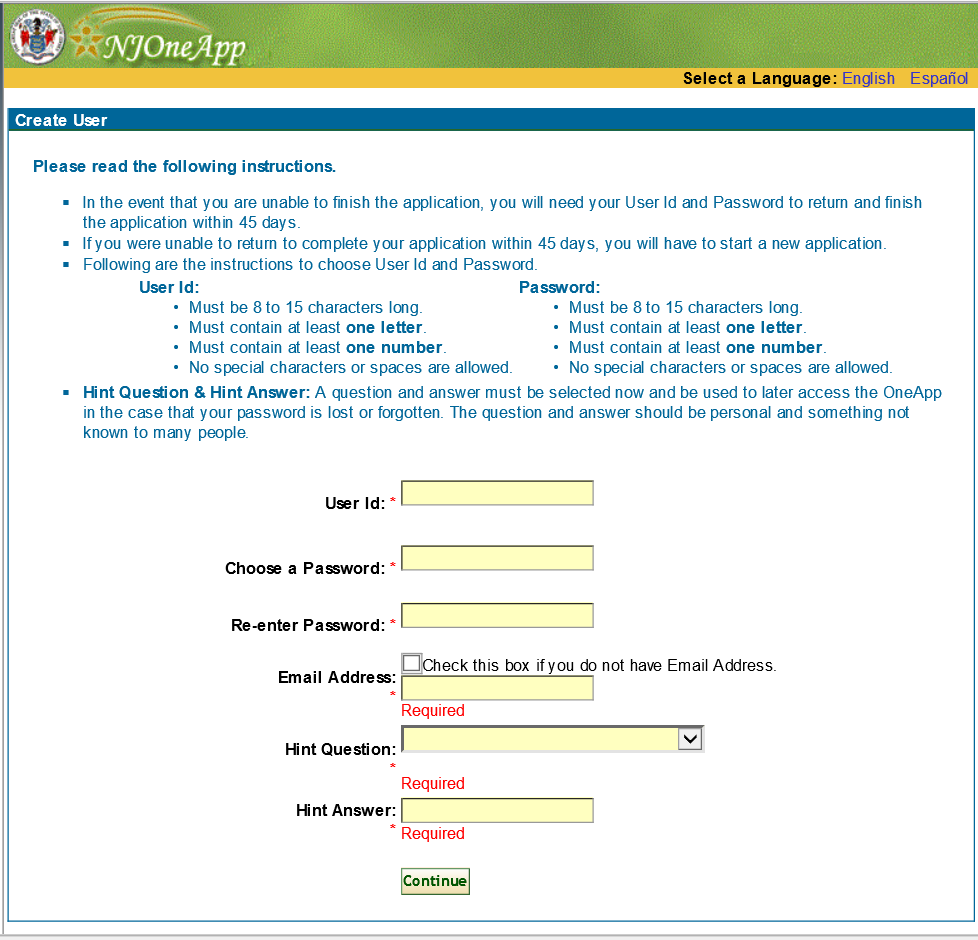 NJOneApp
Select a Language: English Español
Create User
Please read the following instructions.
▪ In the event that you are unable to finish the application, you will need your User Id and Password to return and finish
the application within 45 days.
▪ If you were unable to return to complete your application within 45 days, you will have to start a new application.
▪ Following are the instructions to choose User Id and Password.
User Id:
• Must be 8 to 15 characters long.
• Must contain at least one letter.
• Must contain at least one number.
• No special characters or spaces are allowed.
Password:
• Must be 8 to 15 characters long.
• Must contain at least one letter.
• Must contain at least one number.
• No special characters or spaces are allowed.
▪ Hint Question & Hint Answer: A question and answer must be selected now and be used to later access the OneApp
in the case that your password is lost or forgotten. The question and answer should be personal and something not
known to many people.
User Id: *
Choose a Password: *
Re-enter Password: *
Check this box if you do not have Email Address.
Email Address:
*
Required
Hint Question:
*
Required
Hint Answer:
* Required
Continue